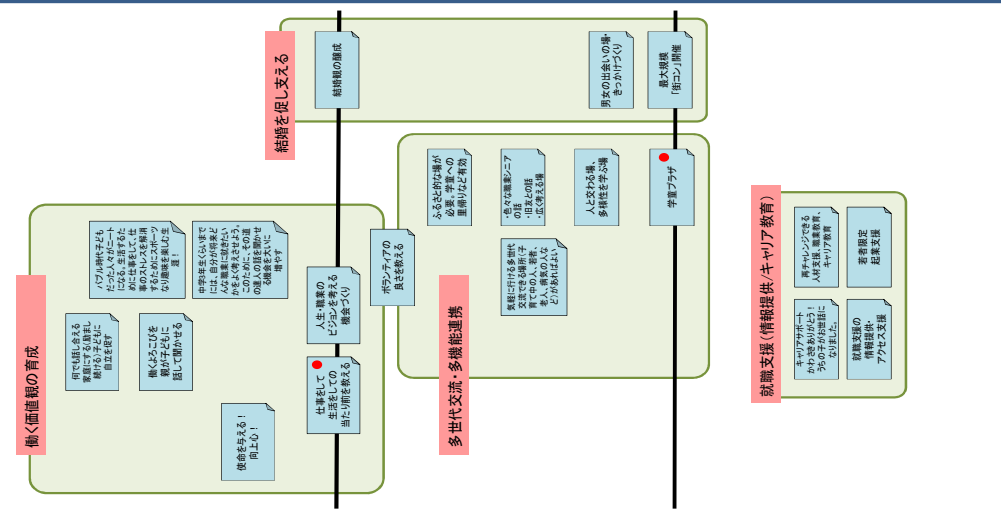 働く価値観の育成
何でも話し合える
家庭にする(励まし
続ける)子どもに
自立を促す
働くよろこびを
親が子どもに
話して聞かせる
バブル時代子ども
だった人々がニート
になる。生活するた
めに仕事をして、仕
事のストレスを解消
するためにスポーツ
なり趣味を楽しむ生
涯!
中学3年生くらいまで
には、自分が将来ど
んな職業に就きたい
かをよく考えさせよう。
このために、その道
の達人の話を聞かせ
る機会を大いに
増やす
使命を与える!
向上心!
仕事をして
生活をしての
当たり前を教える
人生・職業の
ビジョンを考える
機会づくり
ボランティアの
良さを教える
結婚を促し支える
結婚観の醸成
男女の出会いの場・
きっかけづくり
最大規模
「街コン」開催
多世代交流・多機能連携
ふるさと的な場が
必要。学童への
里帰りなど有効
・色々な職業シニア
の話
・旧友との話
・広く考える場
人と交わる場、
多様性を学ぶ場
学童プラザ
気軽に行ける多世代
交流できる場所(子
育て中の人、若者、
老人、病気の人な
ど)があればよい
就職支援(情報提供/キャリア教育)
キャリアサポート
かわさきありがとう!
うちの子がお世話に
なりました。
就職支援の
情報提供・
アクセス支援
再チャレンジできる
人材支援、職業教育、
キャリア教育
若者限定
起業支援